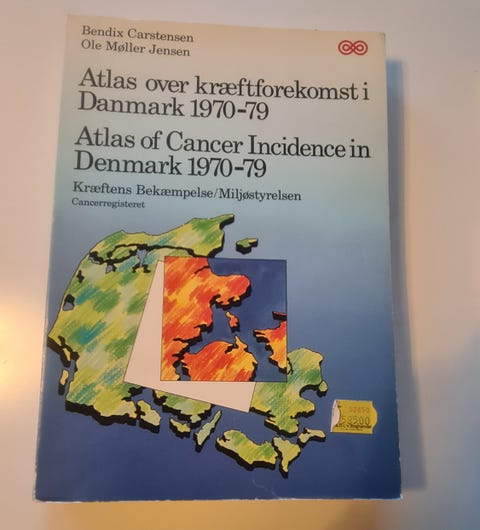 Bendix Carstensen
Ole Møller Jensen
Atlas over kræftforekomst i
Danmark 1970-79
Atlas of Cancer Incidence in
Denmark 1970-79
Kræftens Bekæmpelse/Miljøstyrelsen
Cancerregisteret